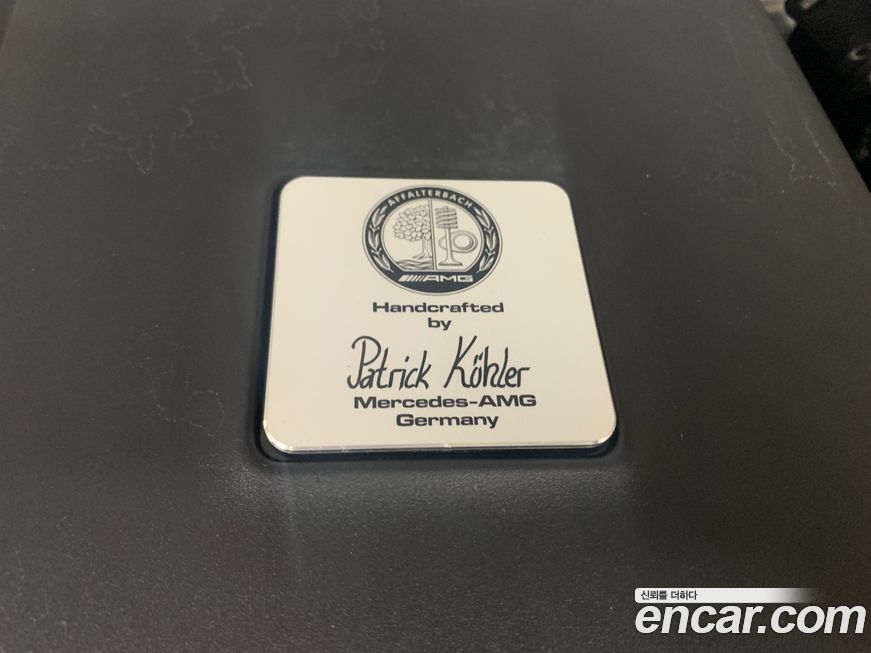 AFFALTERBACH
AMG
Handcrafted
by
Patrick Köhler
Mercedes-AMG
Germany
신뢰를 더하다
encar.com